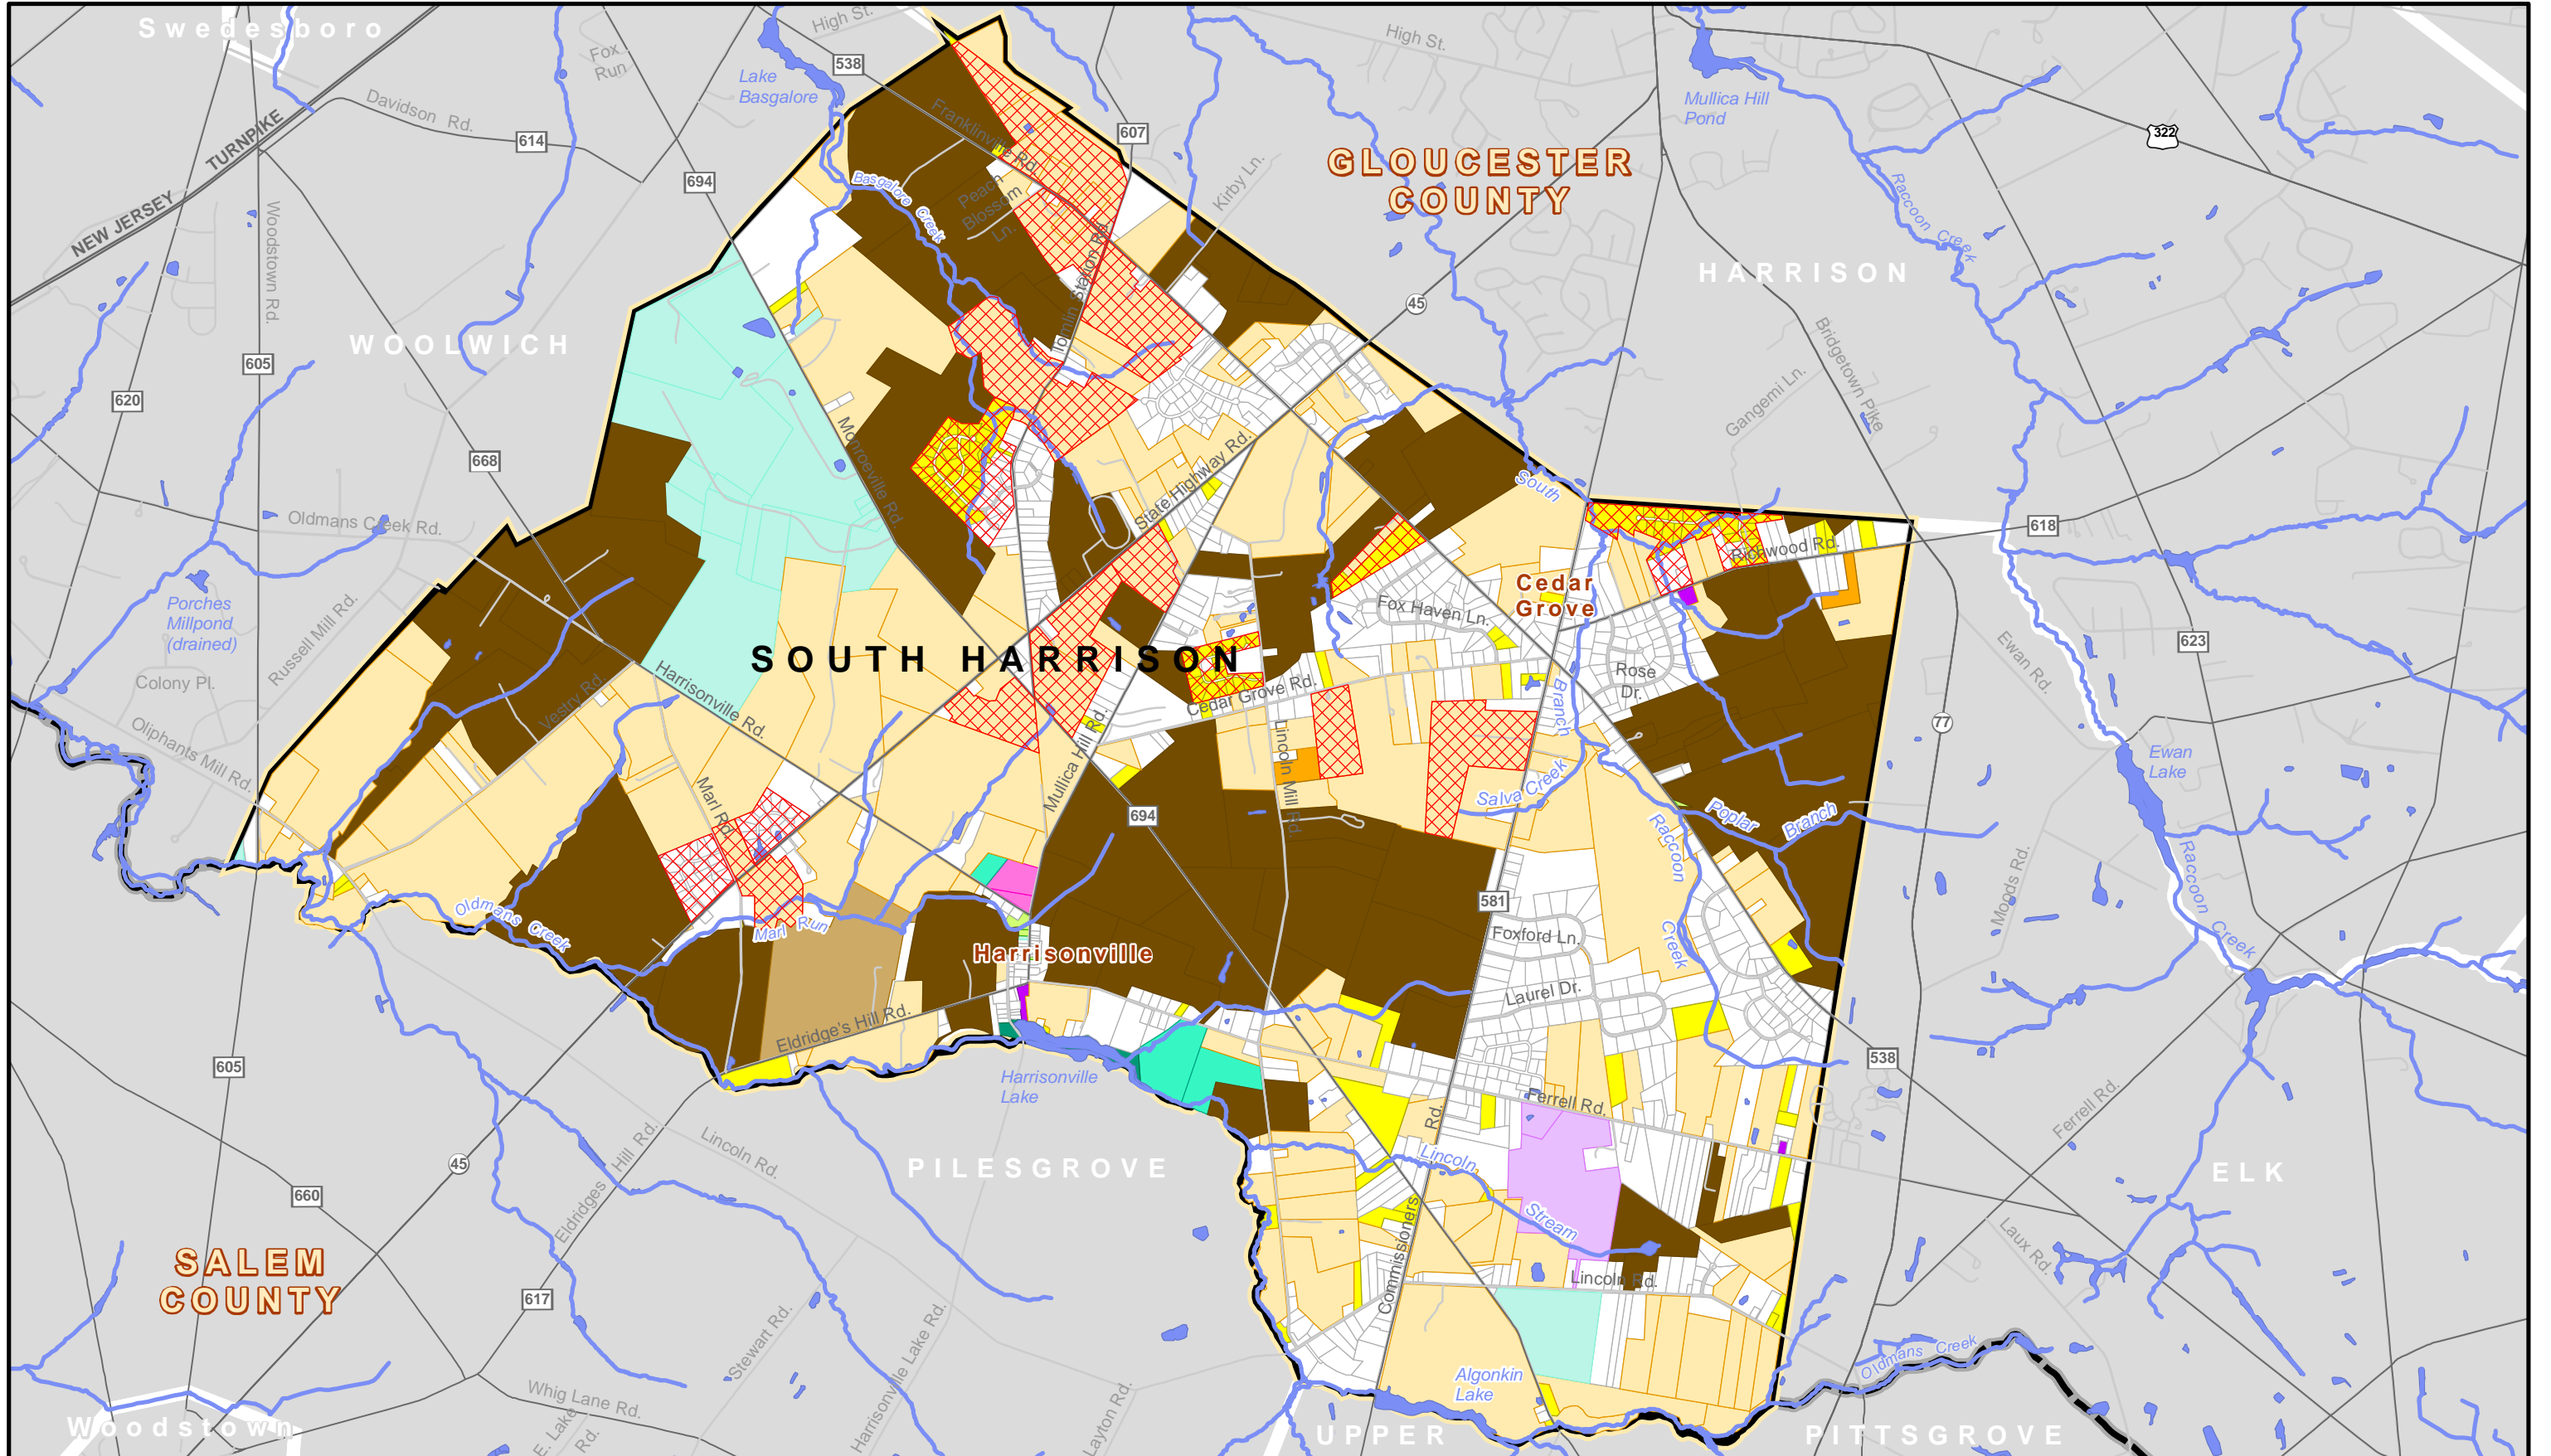 Swedesboro
High St.
High St.
Fox
Run
538
Lake
Basgalore
Davidson Rd.
614
TURNPIKE
NEW JERSEY
694
607
Franklinville Rd.
Mullica Hill
Pond
322
GLOUCESTER
COUNTY
Kirby Ln.
Peach
Blossom
Ln.
Basgalore Creek
Raccoon Creek
Woodstown Rd.
HARRISON
Tomlin Station Rd.
45
WOOLWICH
605
620
Bridgetown Pike
Gangemi Ln.
Monroeville Rd
668
State Highway Rd.
South
Oldmans Creek Rd.
618
Richwood Rd.
Cedar
Grove
Fox Haven Ln.
Porches
Millpond
(drained)
Russell Mill Rd.
623
Ewan Rd.
SOUTH HARRISON
Colony Pl.
Vestry Rd.
Harrisonville Rd.
Cedar Grove Rd.
Rose
Dr.
Branch
77
Oliphants Mill Rd.
Mullica Hill Rd.
Lincoln Mill Rd.
Ewan
Lake
Marl Rd
694
Salva Creek
Poplar Branch
Raccoon
Creek
Raccoon Creek
Moods Rd.
581
Oldmans Creek
Marl Run
Foxford Ln.
Harrisonville
Laurel Dr.
Eldridge's Hill Rd.
605
Harrisonville
Lake
538
Ferrell Rd.
Ferrell Rd.
Eldridges Hill Rd.
Lincoln Rd.
45
PILESGROVE
Lincoln
Stream
ELK
660
Commissioners Rd.
Laux Rd.
SALEM
COUNTY
617
Lincoln Rd.
Stewart Rd.
Harrisonville Lake Rd.
Algonkin
Lake
Oldmans Creek
Whig Lane Rd.
E. Lake
Rd.
Layton Rd.
Woodstown
UPPER
PITTSGROVE